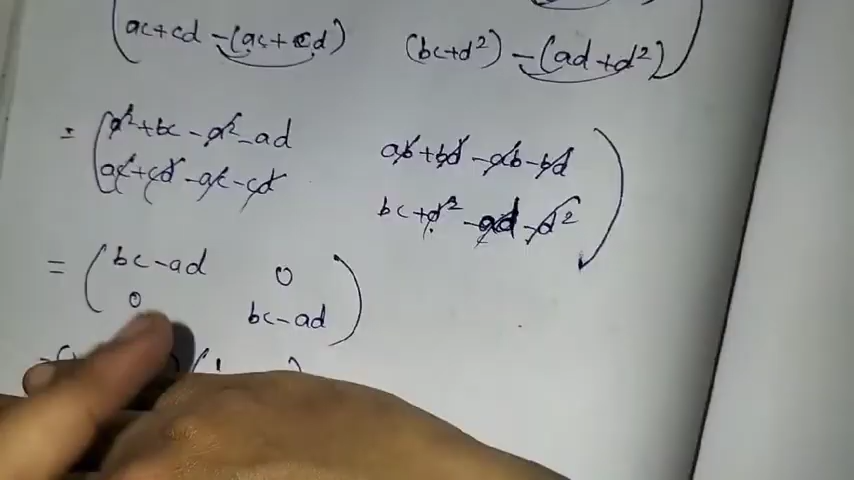 ac+cd -(ac+cd) (bc+d²) -(ad+d²)
= a²+bc-a²-ad ab+bd-ab-bd
ac+cd-ac-cd bc+d²-ad-d²
= bc-ad 0
0 bc-ad